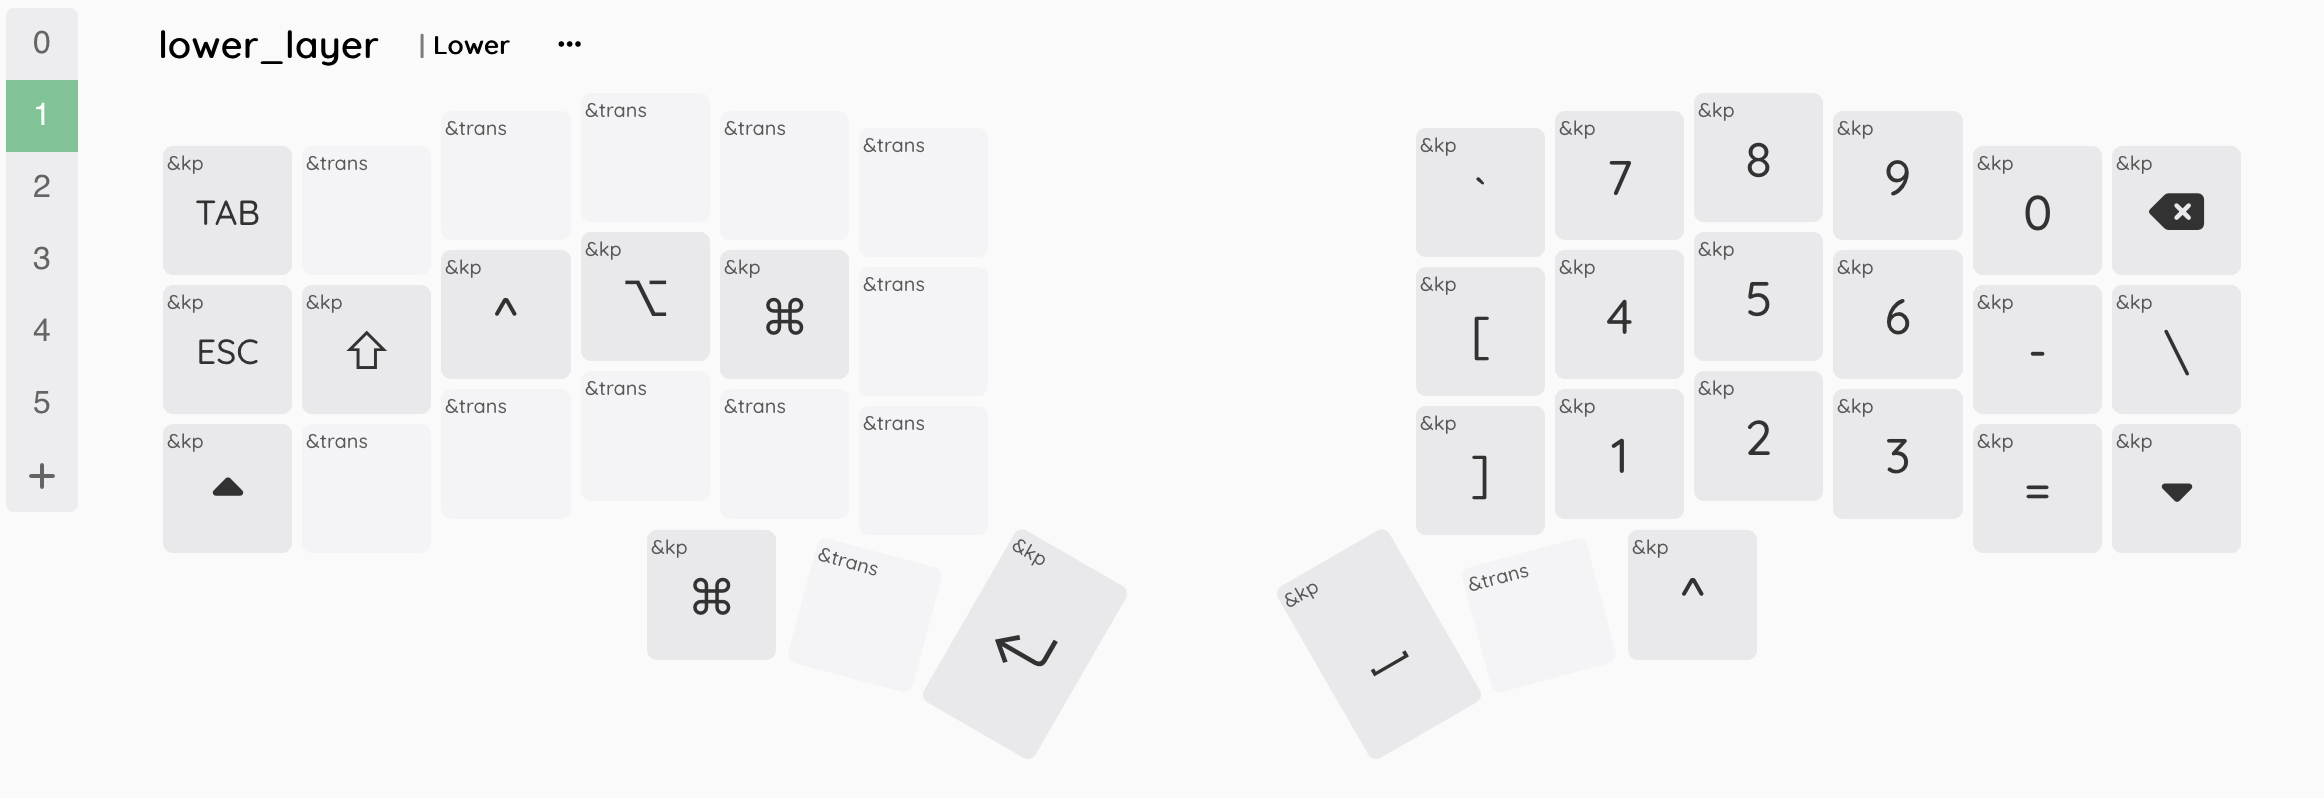 0
1
2
3
4
5
+
lower_layer | Lower ...
&kp TAB
&trans
&trans
&trans
&trans
&trans
&kp `
&kp 7
&kp 8
&kp 9
&kp 0
&kp ⌫
&kp ESC
&kp ⇧
&kp ^
&kp ⌥
&kp ⌘
&trans
&kp [
&kp 4
&kp 5
&kp 6
&kp -
&kp \
&kp ▲
&trans
&trans
&trans
&trans
&trans
&kp ]
&kp 1
&kp 2
&kp 3
&kp =
&kp ▼
&kp ⌘
&trans
&kp ↵
&kp ⎵
&trans
&kp ^